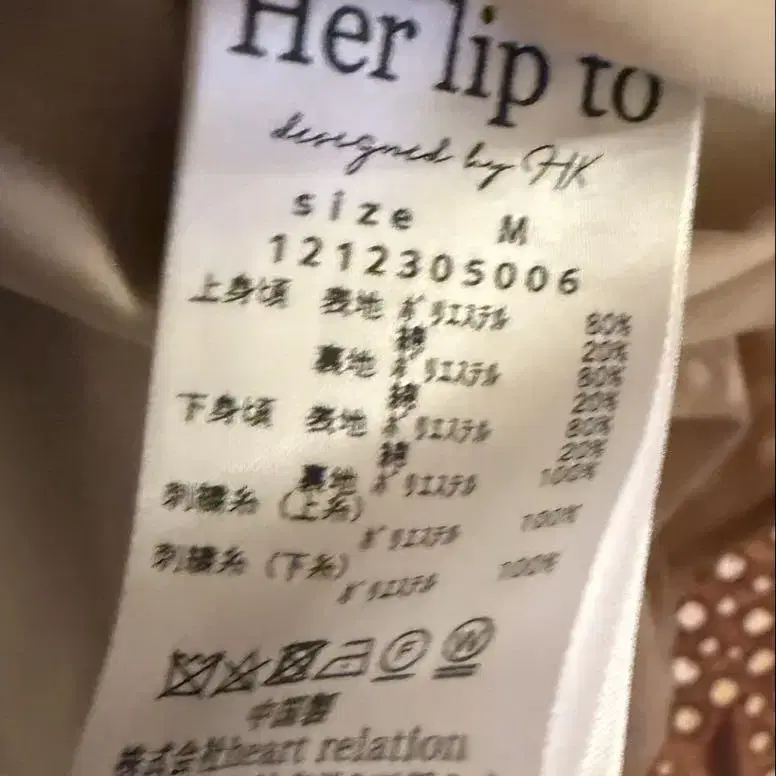 Her lip to
designed by HK
size M
1212305006
上身頃 表地 ﾎﾟﾘｴｽﾃﾙ 80%
綿 20%
裏地 ﾎﾟﾘｴｽﾃﾙ 80%
綿 20%
下身頃 表地 ﾎﾟﾘｴｽﾃﾙ 80%
綿 20%
裏地 ﾎﾟﾘｴｽﾃﾙ 100%
刺繍糸(上糸)
ﾎﾟﾘｴｽﾃﾙ 100%
刺繍糸(下糸)
ﾎﾟﾘｴｽﾃﾙ 100%
F W
中国製
株式会社heart relation